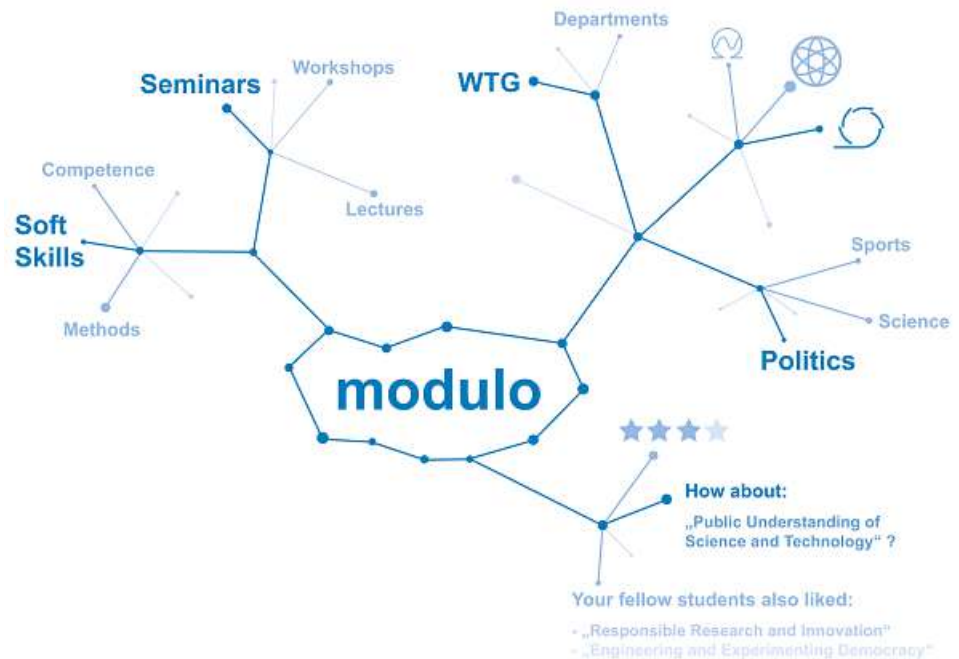 Departments
Workshops
Seminars
WTG
Competence
Lectures
Soft
Skills
Sports
Methods
Science
Politics
modulo
How about:
„Public Understanding of
Science and Technology“ ?
Your fellow students also liked:
- „Responsible Research and Innovation“
- „Engineering and Experimenting Democracy“